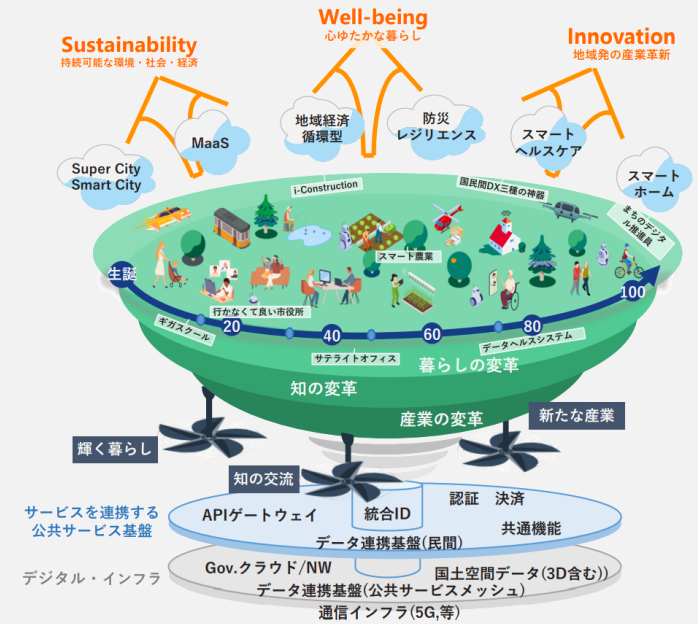 Well-being
心ゆたかな暮らし
Sustainability
持続可能な環境・社会・経済
Innovation
地域発の産業革新
地域経済
循環型
防災
レジリエンス
MaaS
スマート
ヘルスケア
Super City
Smart City
スマート
ホーム
i-Construction
国民間DX三種の神器
まちのデジタ
ル推進員
スマート農業
生誕
行かなくて良い市役所
ギガスクール
20
40
60
80
100
サテライトオフィス
データヘルスシステム
暮らしの変革
知の変革
産業の変革
新たな産業
輝く暮らし
知の交流
サービスを連携する
公共サービス基盤
APIゲートウェイ
統合ID
認証 決済
共通機能
データ連携基盤(民間)
デジタル・インフラ
Gov.クラウド/NW
国土空間データ(3D含む))
データ連携基盤(公共サービスメッシュ)
通信インフラ(5G,等)